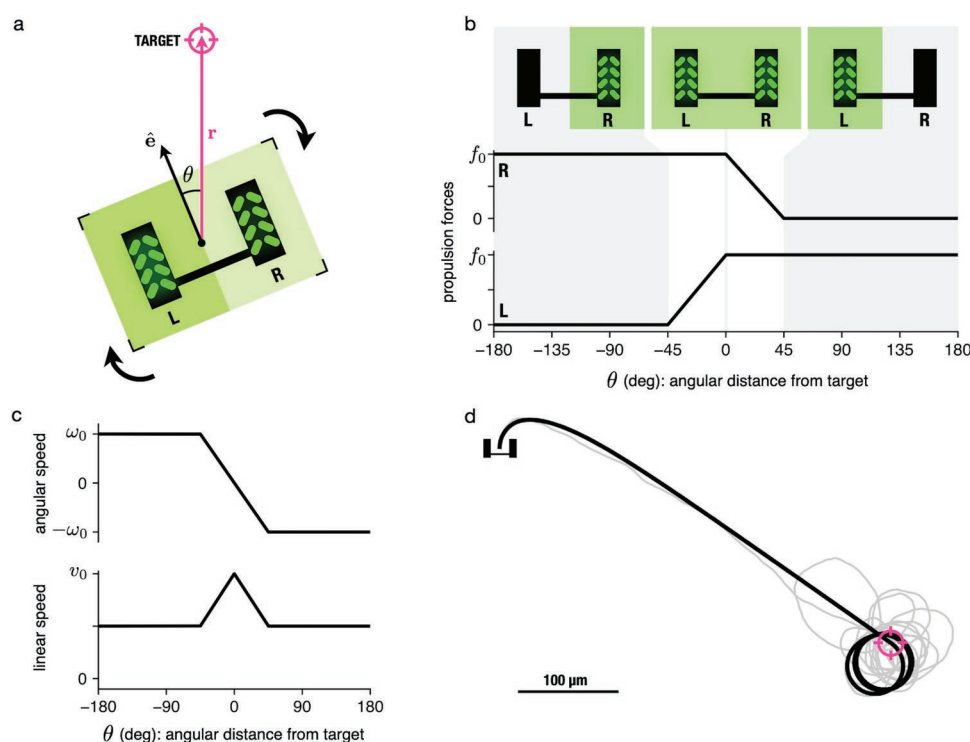 a
TARGET
ê
θ
r
L
R
b
L R L R L R
f₀
R
0
f₀
L
0
propulsion forces
−180 −135 −90 −45 0 45 90 135 180
θ (deg): angular distance from target
c
ω₀
0
−ω₀
angular speed
v₀
0
linear speed
-180 -90 0 90 180
θ (deg): angular distance from target
d
100 µm